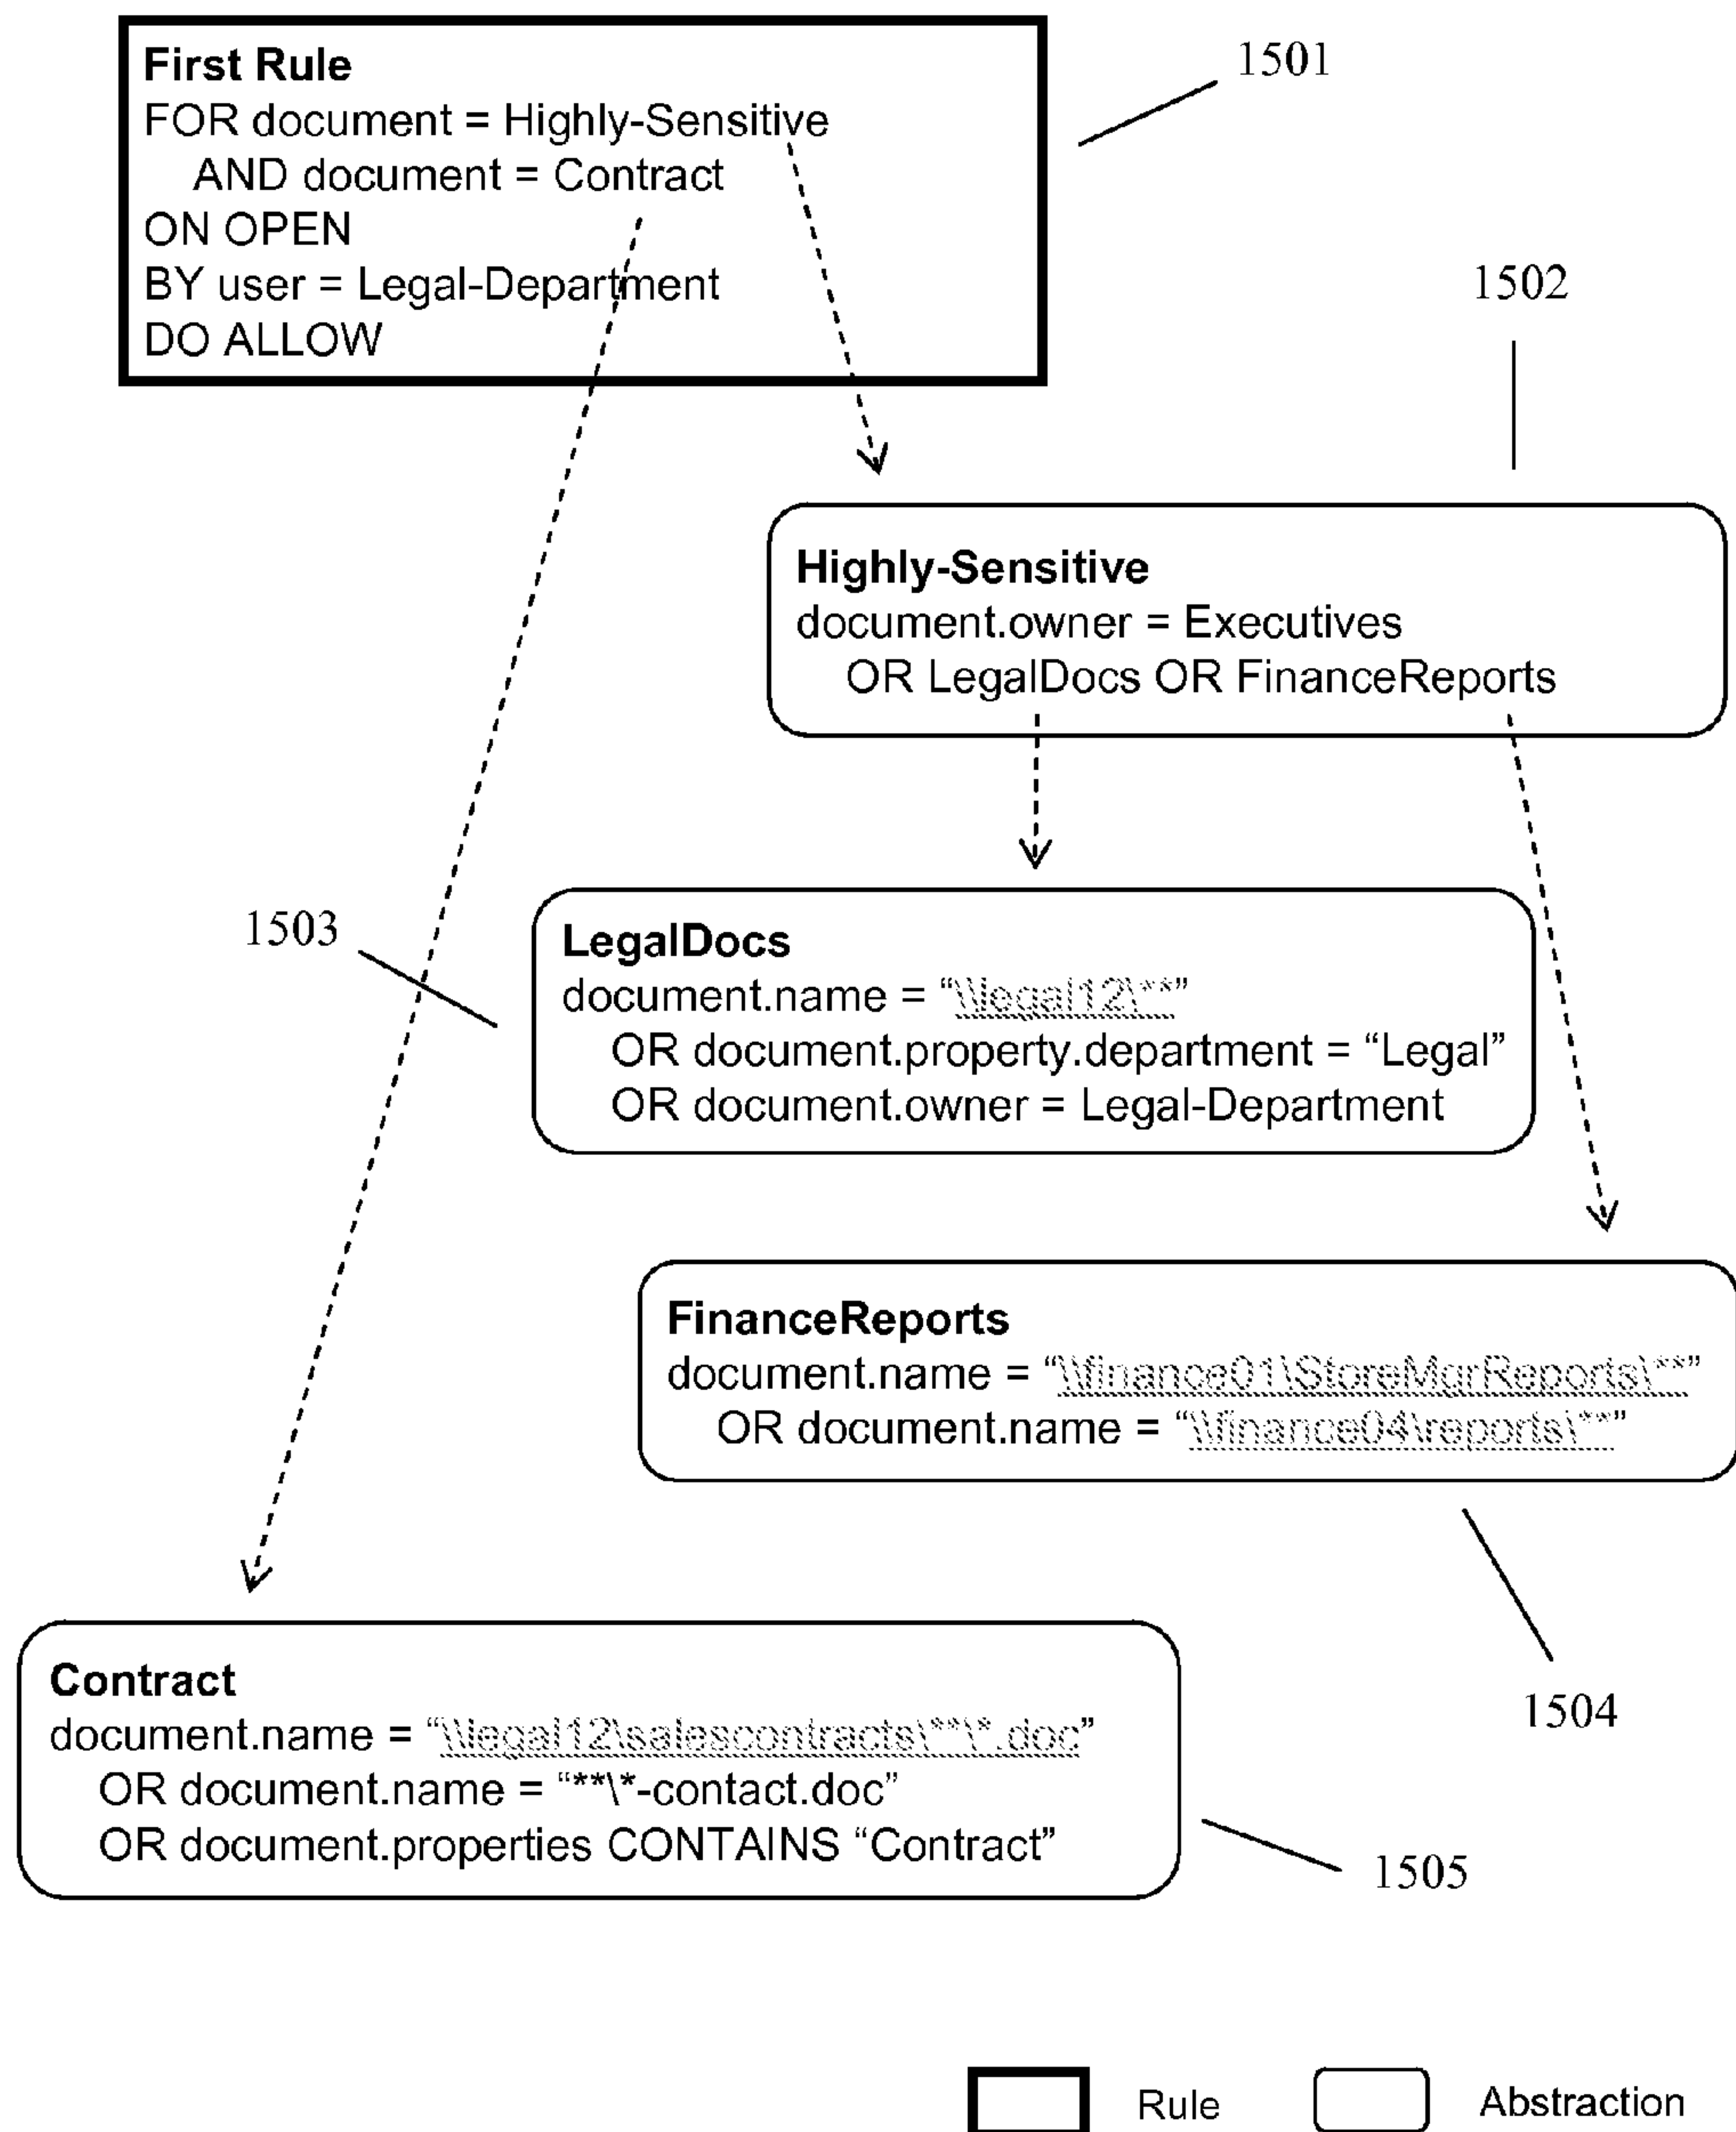 First Rule
FOR document = Highly-Sensitive
AND document = Contract
ON OPEN
BY user = Legal-Department
DO ALLOW
1501
1502
Highly-Sensitive
document.owner = Executives
OR LegalDocs OR FinanceReports
1503
LegalDocs
document.name = “\\legal12\**”
OR document.property.department = “Legal”
OR document.owner = Legal-Department
FinanceReports
document.name = “\\finance01\StoreMgrReports\**”
OR document.name = “\\finance04\reports\**”
1504
Contract
document.name = “\\legal12\salescontracts\**\*.doc”
OR document.name = “**\*-contact.doc”
OR document.properties CONTAINS “Contract”
1505
Rule
Abstraction